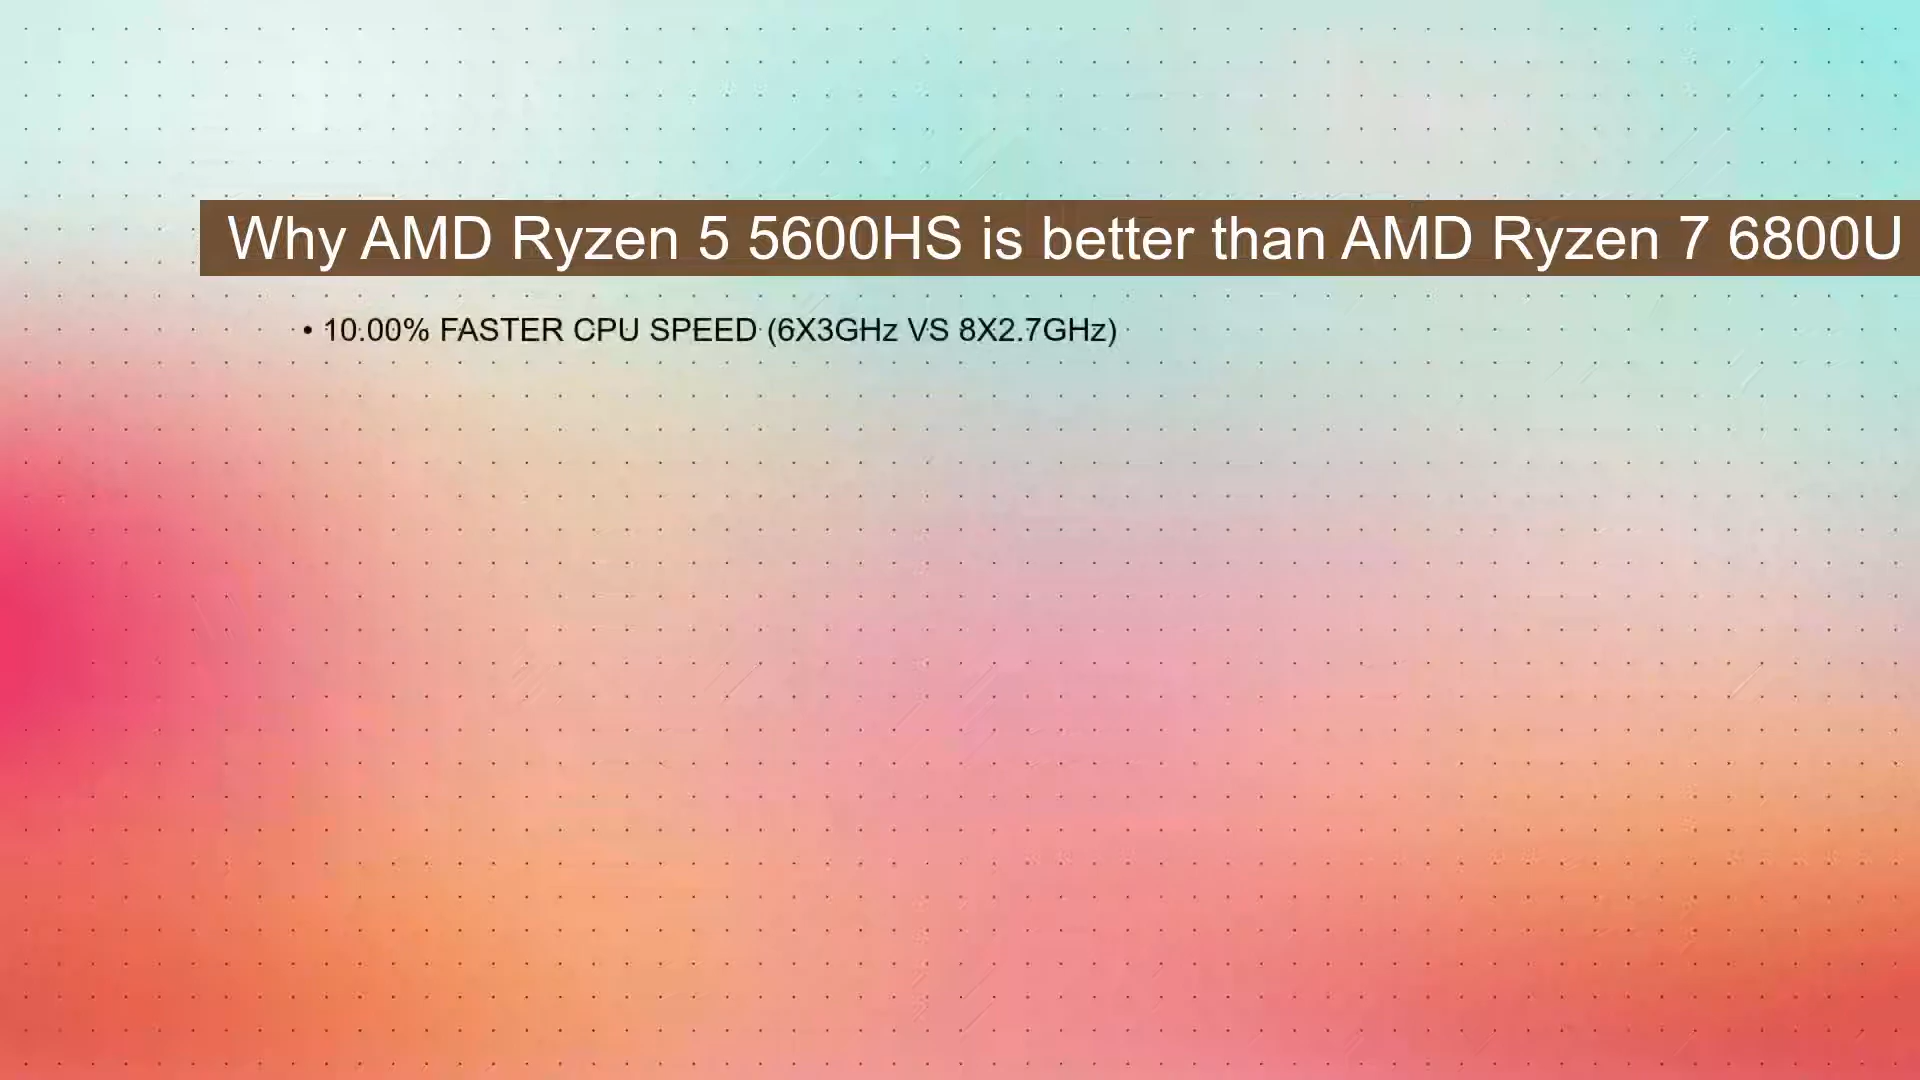 Why AMD Ryzen 5 5600HS is better than AMD Ryzen 7 6800U
• 10.00% FASTER CPU SPEED (6X3GHz VS 8X2.7GHz)